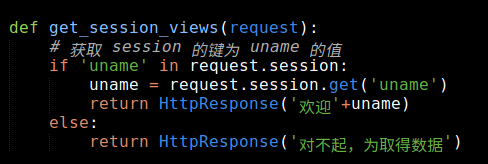 def get_session_views(request):
    # 获取 session 的键为 uname 的值
    if 'uname' in request.session:
        uname = request.session.get('uname')
        return HttpResponse('欢迎'+uname)
    else:
        return HttpResponse('对不起，为取得数据')